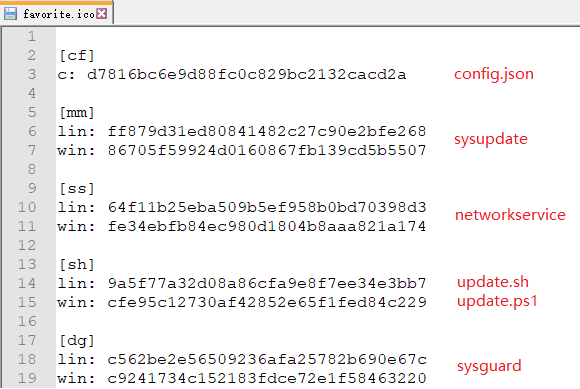 favorite.ico
1
2 [cf]
3 c: d7816bc6e9d88fc0c829bc2132cacd2a config.json
4
5 [mm]
6 lin: ff879d31ed80841482c27c90e2bfe268
sysupdate
7 win: 86705f59924d0160867fb139cd5b5507
8
9 [ss]
10 lin: 64f11b25eba509b5ef958b0bd70398d3
networkservice
11 win: fe34ebfb84ec980d1804b8aaa821a174
12
13 [sh]
14 lin: 9a5f77a32d08a86cfa9e8f7ee34e3bb7 update.sh
15 win: cfe95c12730af42852e65f1fed84c229 update.ps1
16
17 [dg]
18 lin: c562be2e56509236afa25782b690e67c
sysguard
19 win: c9241734c152183fdce72e1f58463220